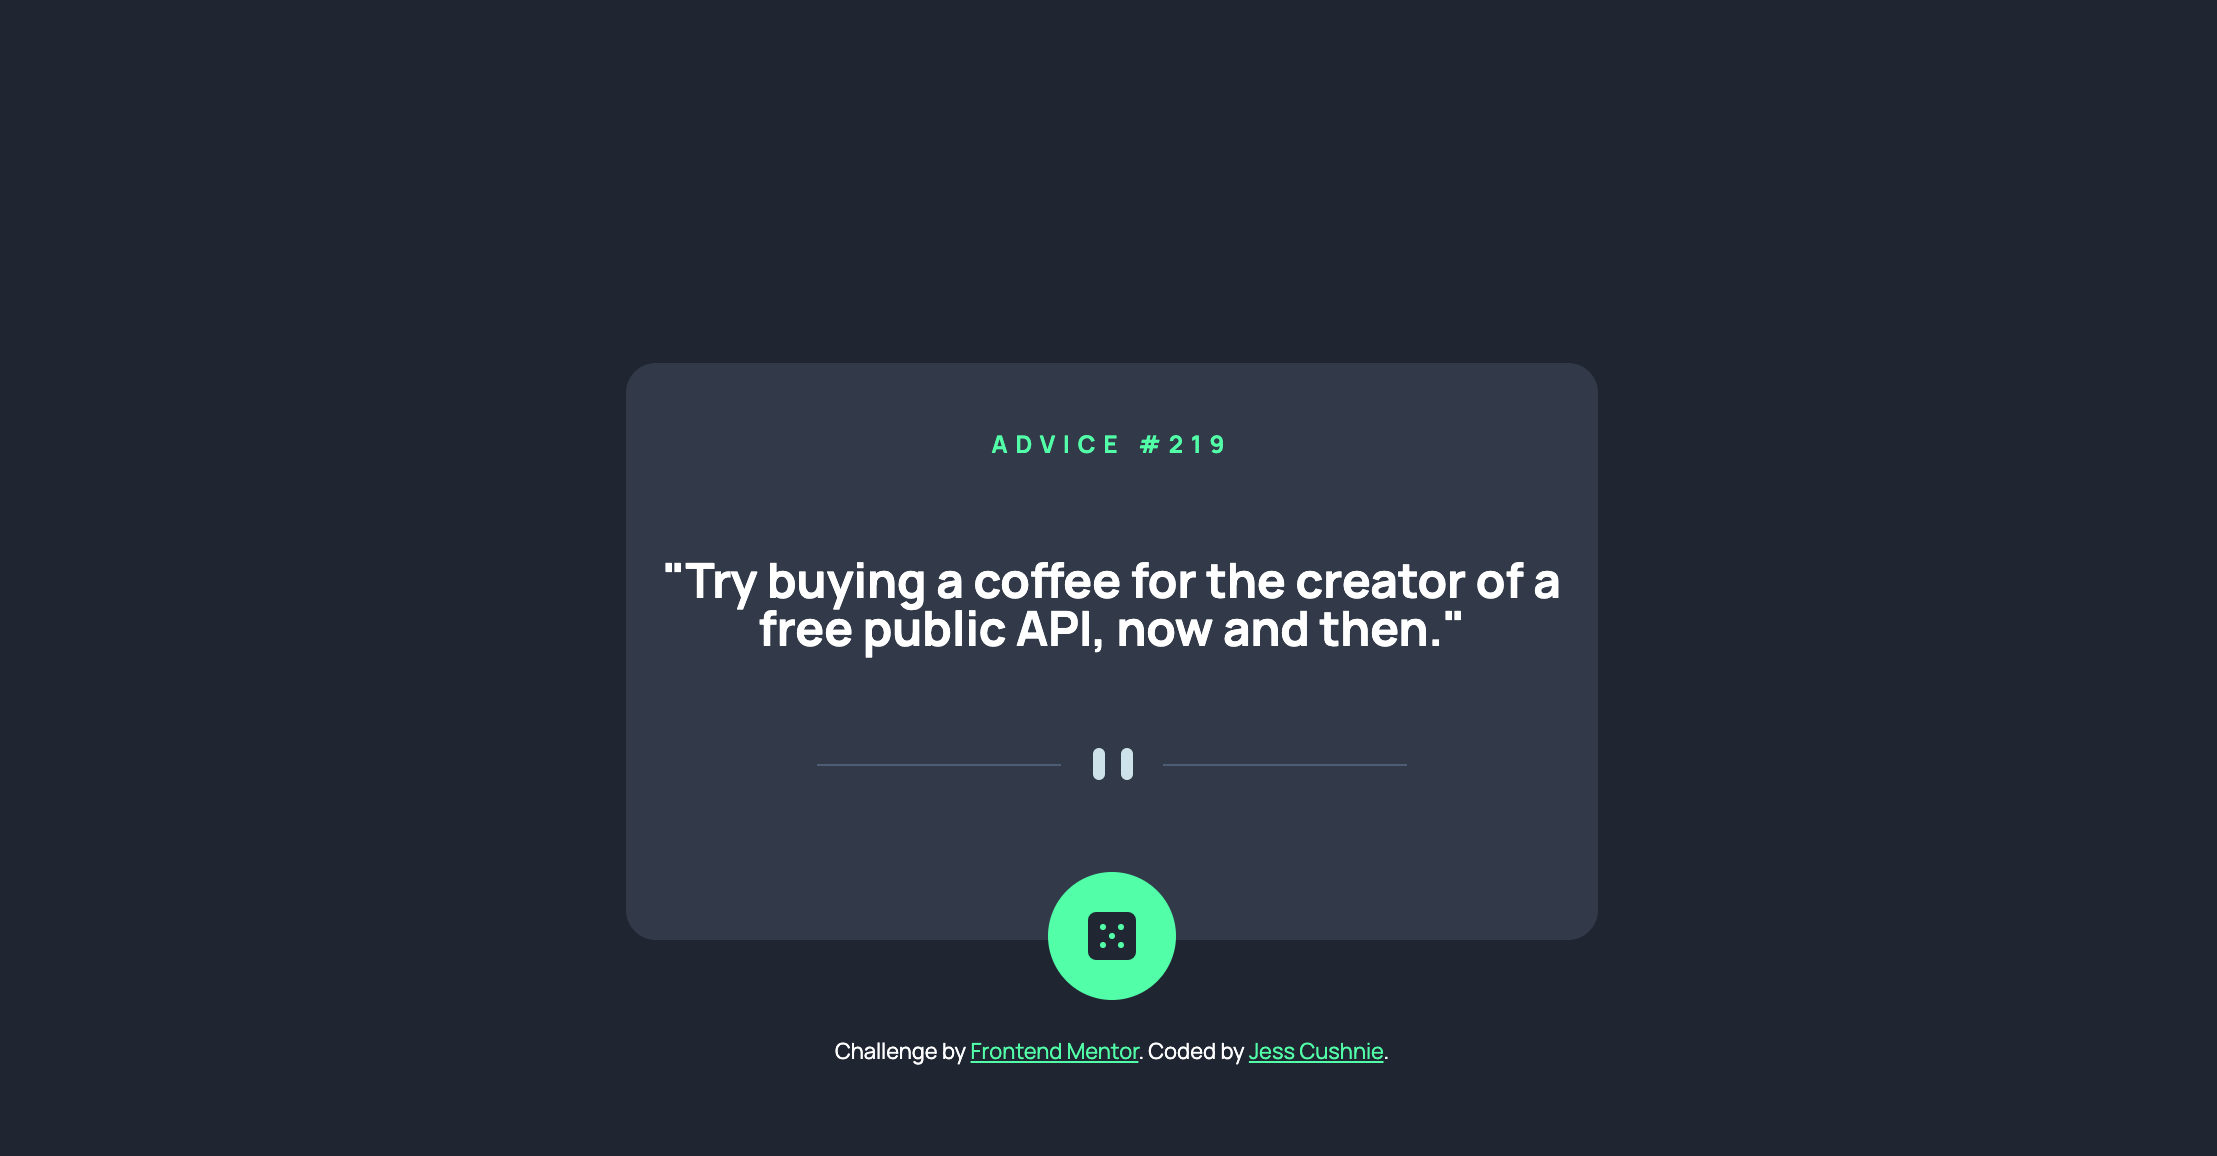 ADVICE #219
"Try buying a coffee for the creator of a
free public API, now and then."
Challenge by Frontend Mentor. Coded by Jess Cushnie.